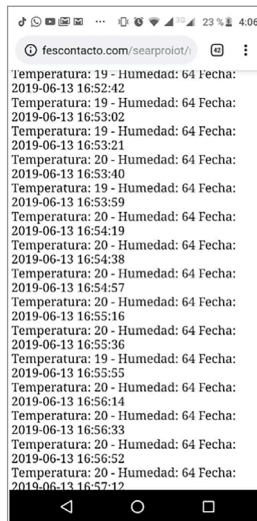 23 % 4:06
fescontacto.com/searproiot/
42
Temperatura: 19 - Humedad: 64 Fecha:
2019-06-13 16:52:42
Temperatura: 19 - Humedad: 64 Fecha:
2019-06-13 16:53:02
Temperatura: 19 - Humedad: 64 Fecha:
2019-06-13 16:53:21
Temperatura: 20 - Humedad: 64 Fecha:
2019-06-13 16:53:40
Temperatura: 19 - Humedad: 64 Fecha:
2019-06-13 16:53:59
Temperatura: 20 - Humedad: 64 Fecha:
2019-06-13 16:54:19
Temperatura: 20 - Humedad: 64 Fecha:
2019-06-13 16:54:38
Temperatura: 20 - Humedad: 64 Fecha:
2019-06-13 16:54:57
Temperatura: 20 - Humedad: 64 Fecha:
2019-06-13 16:55:16
Temperatura: 20 - Humedad: 64 Fecha:
2019-06-13 16:55:36
Temperatura: 19 - Humedad: 64 Fecha:
2019-06-13 16:55:55
Temperatura: 20 - Humedad: 64 Fecha:
2019-06-13 16:56:14
Temperatura: 20 - Humedad: 64 Fecha:
2019-06-13 16:56:33
Temperatura: 20 - Humedad: 64 Fecha:
2019-06-13 16:56:52
Temperatura: 20 - Humedad: 64 Fecha:
2019-06-13 16:57:12